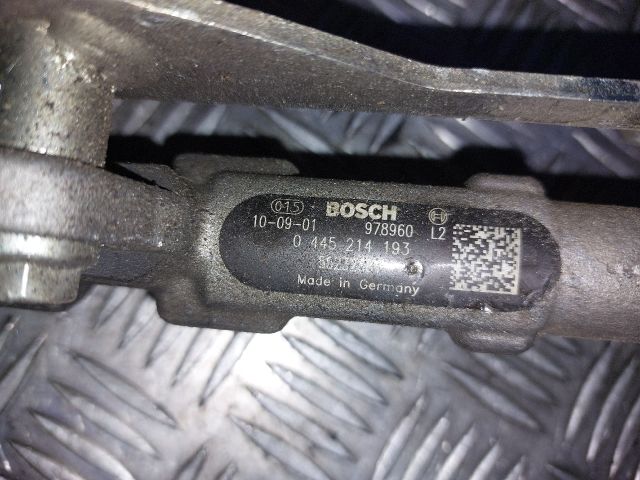 015 BOSCH
10-09-01 978960 L2
0 445 214 193
Made in Germany